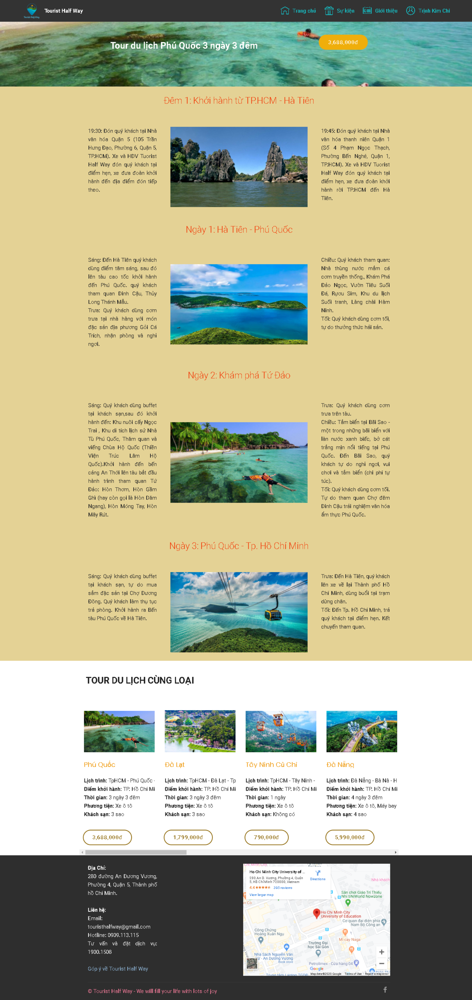 Tourist Half Way
Tourist Half Way
Trang chủ
Sự kiện
Giới thiệu
Trịnh Kim Chi
Tour du lịch Phú Quốc 3 ngày 3 đêm
3,688,000đ
Đêm 1: Khởi hành từ TP.HCM - Hà Tiên
19:30: Đón quý khách tại Nhà
văn hóa Quận 5 (105 Trần
Hưng Đạo, Phường 6, Quận 5,
TP.HCM). Xe và HDV Tuorist
Half Way đón quý khách tại
điểm hẹn, xe đưa đoàn khởi
hành đến địa điểm đón tiếp
theo.
19:45: Đón quý khách tại Nhà
văn hóa thanh niên Quận 1
(Số 4 Phạm Ngọc Thạch,
Phường Bến Nghé, Quận 1,
TP.HCM). Xe và HDV Tuorist
Half Way đón quý khách tại
điểm hẹn, xe đưa đoàn khởi
hành rời TP.HCM đến Hà
Tiên.
Ngày 1: Hà Tiên - Phú Quốc
Sáng: Đến Hà Tiên quý khách
dùng điểm tâm sáng, sau đó
lên tàu cao tốc khởi hành
đến Phú Quốc. quý khách
tham quan Dinh Cậu, Thủy
Long Thánh Mẫu.
Trưa: Quý khách dùng cơm
trưa tại nhà hàng với món
đặc sản địa phương Gỏi Cá
Trích, nhận phòng và nghỉ
ngơi.
Chiều: Quý khách tham quan:
Nhà thùng nước mắm cá
cơm truyền thống., Khám Phá
Đảo Ngọc, Vườn Tiêu Suối
Đá, Rựơu Sim, Khu du lịch
Suối tranh, Làng chài Hàm
Ninh.
Tối: Quý khách dùng cơm tối,
tự do thưởng thức hải sản.
Ngày 2: Khám phá Tứ Đảo
Sáng: Quý khách dùng buffet
tại khách sạn,sau đó khởi
hành đến: Khu nuôi cấy Ngọc
Trai , Khu di tích lịch sử Nhà
Tù Phú Quốc, Thăm quan và
viếng Chùa Hộ Quốc (Thiền
Viện Trúc Lâm Hộ
Quốc).Khởi hành đến bến
cảng An Thới lên tàu bắt đầu
hành trình tham quan Tứ
Đảo: Hòn Thơm, Hòn Gầm
Ghì (hay còn gọi là Hòn Dăm
Ngang), Hòn Móng Tay, Hòn
Mây Rút.
Trưa: Quý khách dùng cơm
trưa trên tàu.
Chiều: Tắm biển tại Bãi Sao -
một trong những bãi biển với
làn nước xanh biếc, bờ cát
trắng mịn nổi tiếng tại Phú
Quốc. Đến Bãi Sao, quý
khách tự do nghỉ ngơi, vui
chơi và tắm biển (chi phí tự
túc).
Tối: Quý khách dùng cơm tối.
Tự do tham quan Chợ đêm
Dinh Cậu trải nghiệm văn hóa
ẩm thực Phú Quốc.
Ngày 3: Phú Quốc - Tp. Hồ Chí Minh
Sáng: Quý khách dùng buffet
tại khách sạn, tự do mua
sắm đặc sản tại Chợ Dương
Đông. Quý khách làm thụ tục
trả phòng. Khởi hành ra Bến
tàu Phú Quốc về Hà Tiên.
Trưa: Đến Hà Tiên, quý khách
lên xe về lại Thành phố Hồ
Chí Minh, dùng buổi tại trạm
dừng chân.
Tối: Đến Tp. Hồ Chí Minh, trả
quý khách tại điểm hẹn. Kết
chuyến tham quan.
TOUR DU LỊCH CÙNG LOẠI
Phú Quốc
Lịch trình: TpHCM - Phú Quốc -
Điểm khởi hành: TP. Hồ Chí Mi
Thời gian: 3 ngày 3 đêm
Phương tiện: Xe ô tô
Khách sạn: 3 sao
3,688,000đ
Đà Lạt
Lịch trình: TpHCM - Đà Lạt - Tp
Điểm khởi hành: TP. Hồ Chí Mi
Thời gian: 3 ngày 3 đêm
Phương tiện: Xe ô tô
Khách sạn: 3 sao
1,799,000đ
Tây Ninh Củ Chi
Lịch trình: TpHCM - Tây Ninh -
Điểm khởi hành: TP. Hồ Chí Mi
Thời gian: 1 ngày
Phương tiện: Xe ô tô
Khách sạn: Không có
790,000đ
Đà Nẵng
Lịch trình: Đà Nẵng - Bà Nà - H
Điểm khởi hành: TP. Hồ Chí Mi
Thời gian: 4 ngày 3 đêm
Phương tiện: Xe ô tô, Máy bay
Khách sạn: 4 sao
5,990,000đ
Địa Chỉ:
280 đường An Dương Vương,
Phường 4, Quận 5, Thành phố
hồ Chí Minh.
Liên hệ:
Email:
touristhalfway@gmail.com
Hotline: 0909.113.115
Tư vấn và đặt dịch vụ:
1900.1508
Góp ý về Tourist Half Way
Chi Minh City
Ho Chi Minh City University of ...
280 An D. Vương, Phường 4, Quận
5, Hồ Chí Minh 720000, Vietnam
4.4 395 reviews
View larger map
Directions
Nhà khách
Sân chơi Giáo Trí Thiếu
Nhi tiNiWorld Nowzone
Ho Chi Minh City
University of Education
Cơ quan đại diện phía
Nam Bộ Công an
Công Chứng
Hoàng Xuân Ngụ
Mì cay Naga
Trường Đại
học Sài Gòn
Nhà Sách Nguyễn Văn
Cừ - An Dương Vương
Book store
Petrolimex - Cửa hàng 04
Google
Trung tâm Laptop TGDĐ
Map data ©2020 Google
Terms of Use
Report a map error
© Tourist Half Way - We will fill your life with lots of joy